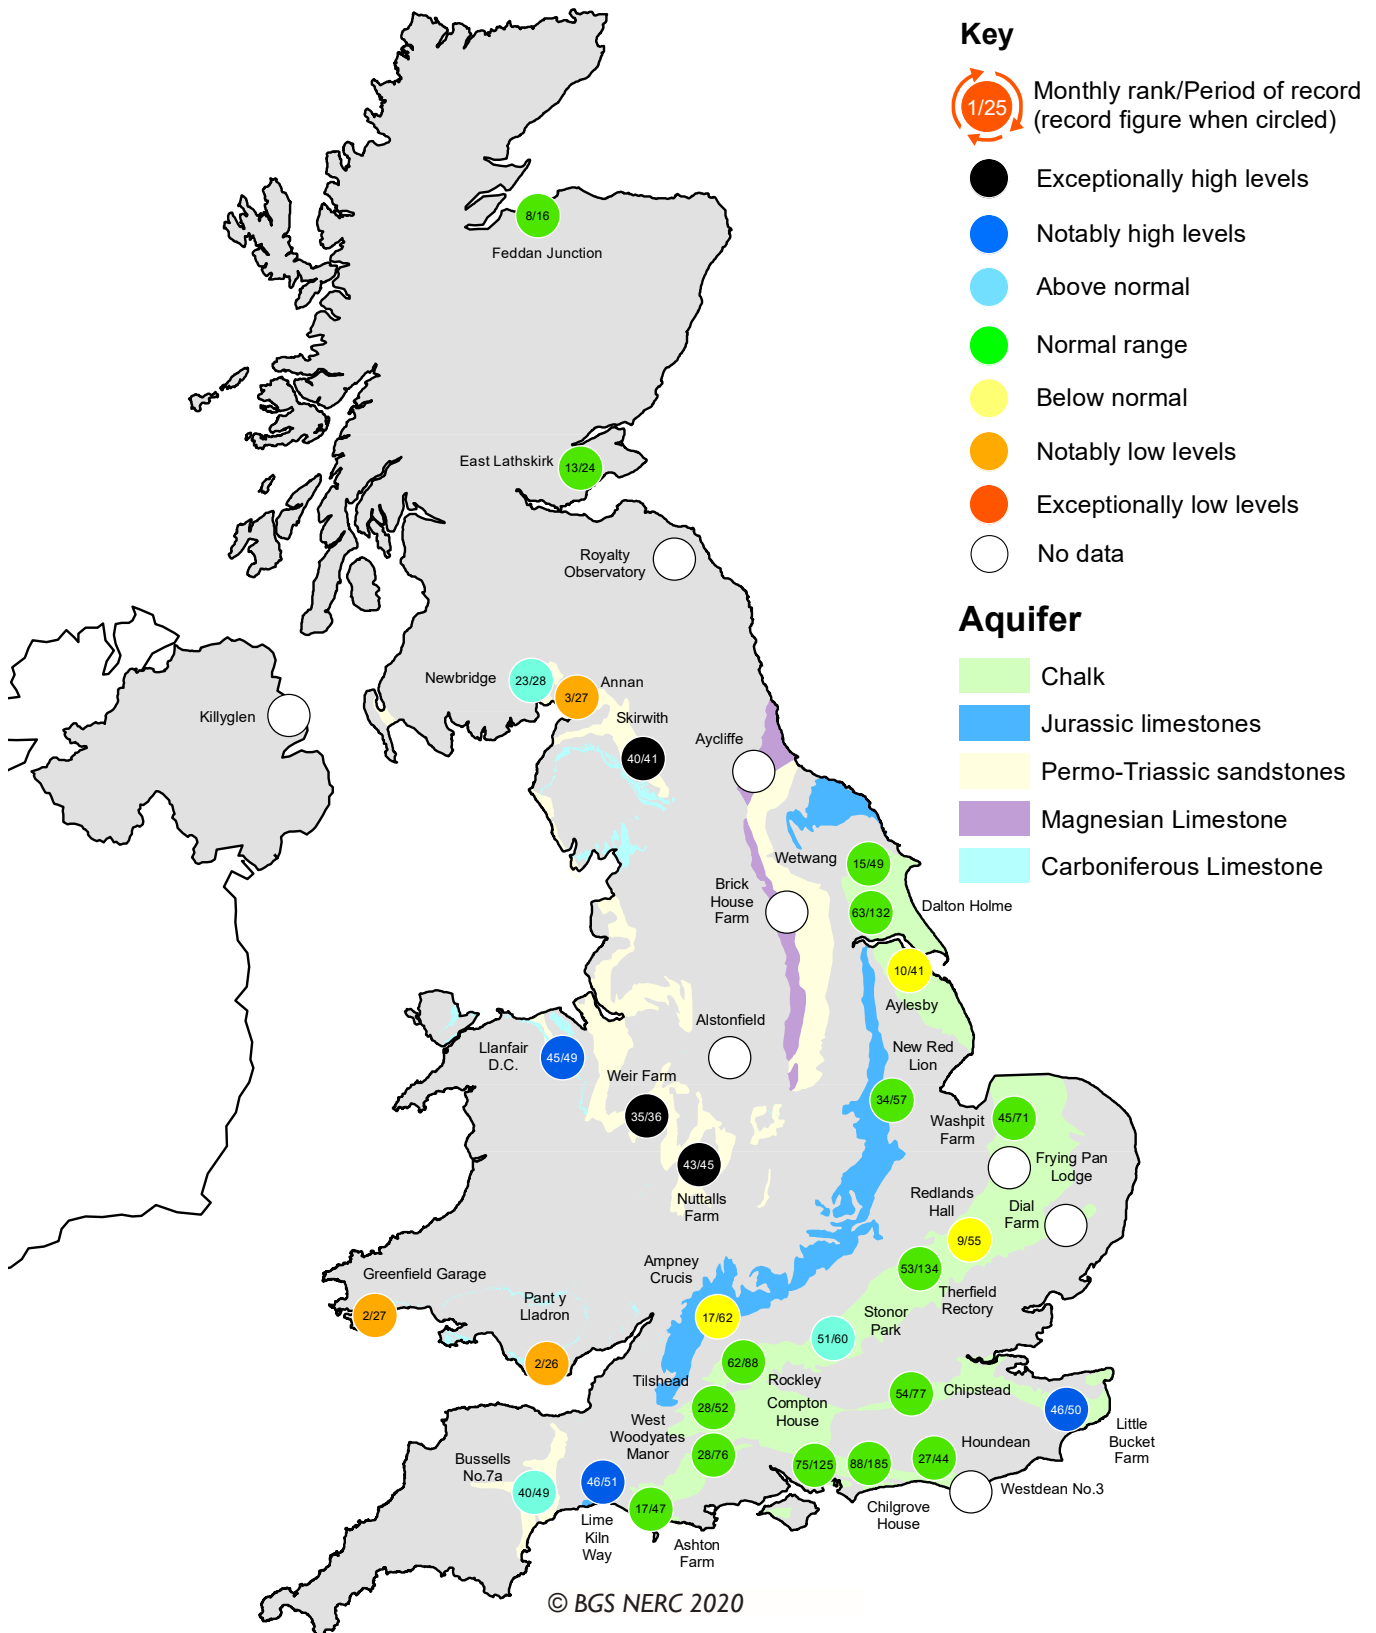 Key
1/25
Monthly rank/Period of record
(record figure when circled)
Exceptionally high levels
Notably high levels
Above normal
Normal range
Below normal
Notably low levels
Exceptionally low levels
No data
Aquifer
Chalk
Jurassic limestones
Permo-Triassic sandstones
Magnesian Limestone
Carboniferous Limestone
8/16
Feddan Junction
East Lathskirk
13/24
Royalty
Observatory
Newbridge
23/28
3/27
Annan
Killyglen
Skirwith
40/41
Aycliffe
Wetwang
15/49
Brick
House
Farm
63/132
Dalton Holme
10/41
Aylesby
Alstonfield
Llanfair
D.C.
45/49
New Red
Lion
34/57
Weir Farm
35/36
Washpit
Farm
45/71
43/45
Nuttalls
Farm
Frying Pan
Lodge
Redlands
Hall
9/55
Dial
Farm
Ampney
Crucis
17/62
53/134
Therfield
Rectory
Greenfield Garage
2/27
Pant y
Lladron
2/26
Stonor
Park
51/60
62/88
Rockley
Tilshead
28/52
Compton
House
54/77
Chipstead
46/50
Little
Bucket
Farm
West
Woodyates
Manor
28/76
75/125
88/185
27/44
Houndean
Bussells
No.7a
40/49
46/51
Lime
Kiln
Way
17/47
Ashton
Farm
Chilgrove
House
Westdean No.3
© BGS NERC 2020